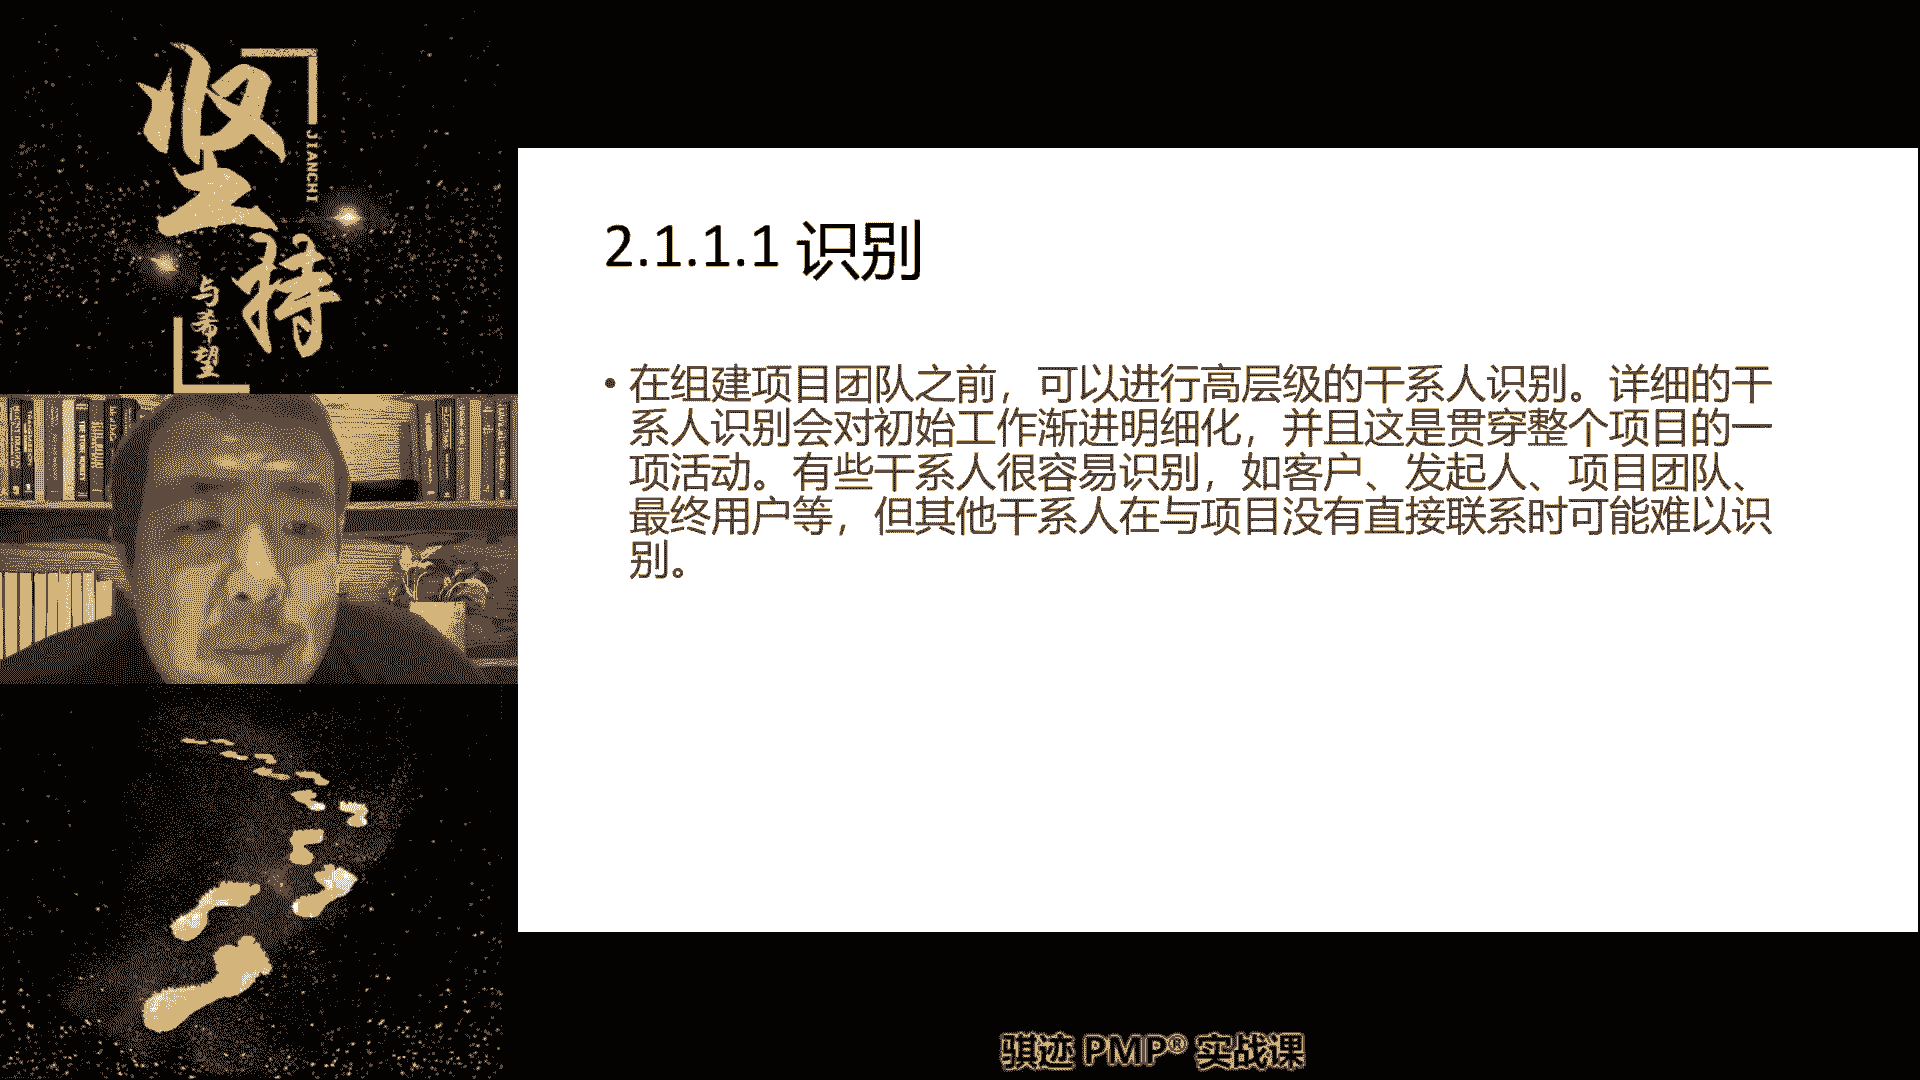 坚
JIANCHI
持
与希望
2.1.1.1 识别
• 在组建项目团队之前，可以进行高层级的干系人识别。详细的干
系人识别会对初始工作渐进明细化，并且这是贯穿整个项目的一
项活动。有些干系人很容易识别，如客户、发起人、项目团队、
最终用户等，但其他干系人在与项目没有直接联系时可能难以识
别。
骐迹 PMP® 实战课